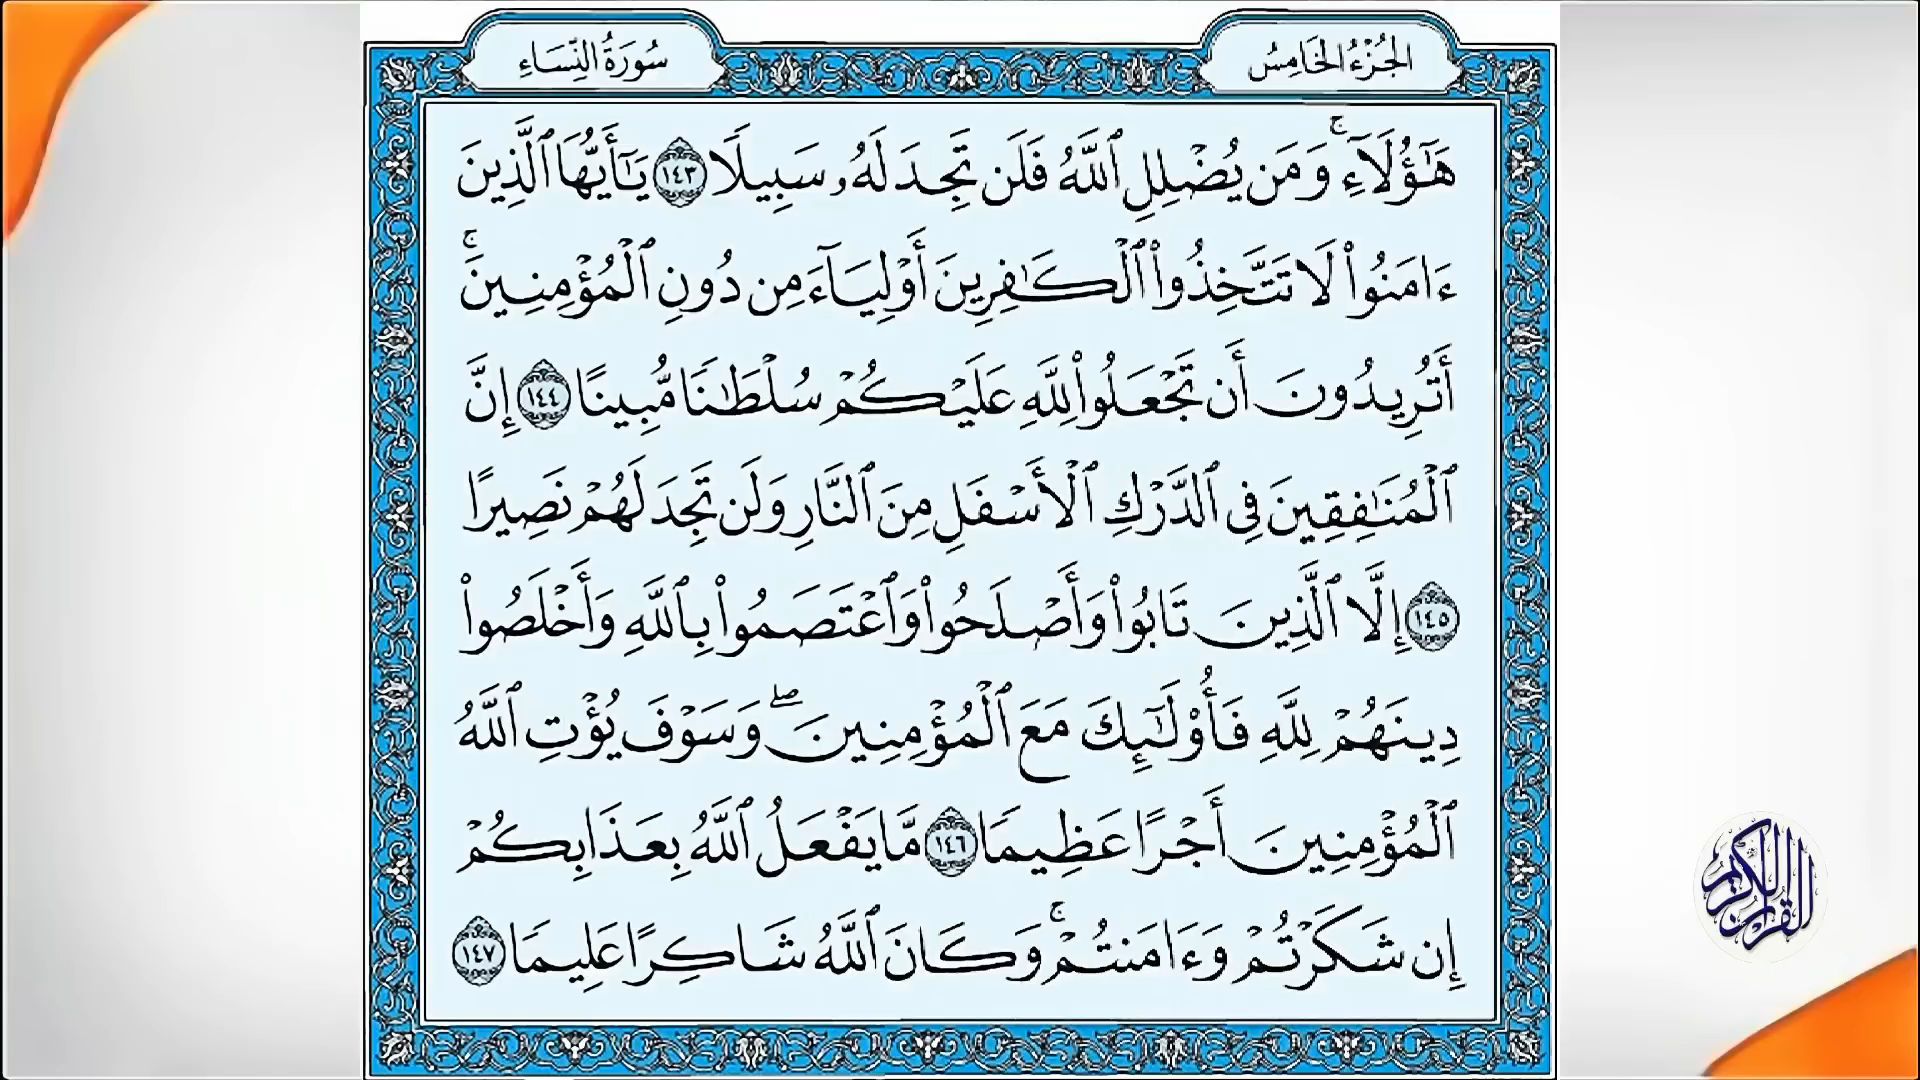 الجُزْءُ الخَامِسُ
سُورَةُ النِّسَاءِ
هَٰٓؤُلَآءِۚ وَمَن يُضْلِلِ ٱللَّهُ فَلَن تَجِدَ لَهُۥ سَبِيلًا ١٤٣ يَٰٓأَيُّهَا ٱلَّذِينَ
ءَامَنُوا۟ لَا تَتَّخِذُوا۟ ٱلْكَٰفِرِينَ أَوْلِيَآءَ مِن دُونِ ٱلْمُؤْمِنِينَۚ
أَتُرِيدُونَ أَن تَجْعَلُوا۟ لِلَّهِ عَلَيْكُمْ سُلْطَٰنًا مُّبِينًا ١٤٤ إِنَّ
ٱلْمُنَٰفِقِينَ فِى ٱلدَّرْكِ ٱلْأَسْفَلِ مِنَ ٱلنَّارِ وَلَن تَجِدَ لَهُمْ نَصِيرًا
١٤٥ إِلَّا ٱلَّذِينَ تَابُوا۟ وَأَصْلَحُوا۟ وَٱعْتَصَمُوا۟ بِٱللَّهِ وَأَخْلَصُوا۟
دِينَهُمْ لِلَّهِ فَأُو۟لَٰٓئِكَ مَعَ ٱلْمُؤْمِنِينَۖ وَسَوْفَ يُؤْتِ ٱللَّهُ
ٱلْمُؤْمِنِينَ أَجْرًا عَظِيمًا ١٤٦ مَّا يَفْعَلُ ٱللَّهُ بِعَذَابِكُمْ
إِن شَكَرْتُمْ وَءَامَنتُمْۚ وَكَانَ ٱللَّهُ شَاكِرًا عَلِيمًا ١٤٧
القرآن الكريم